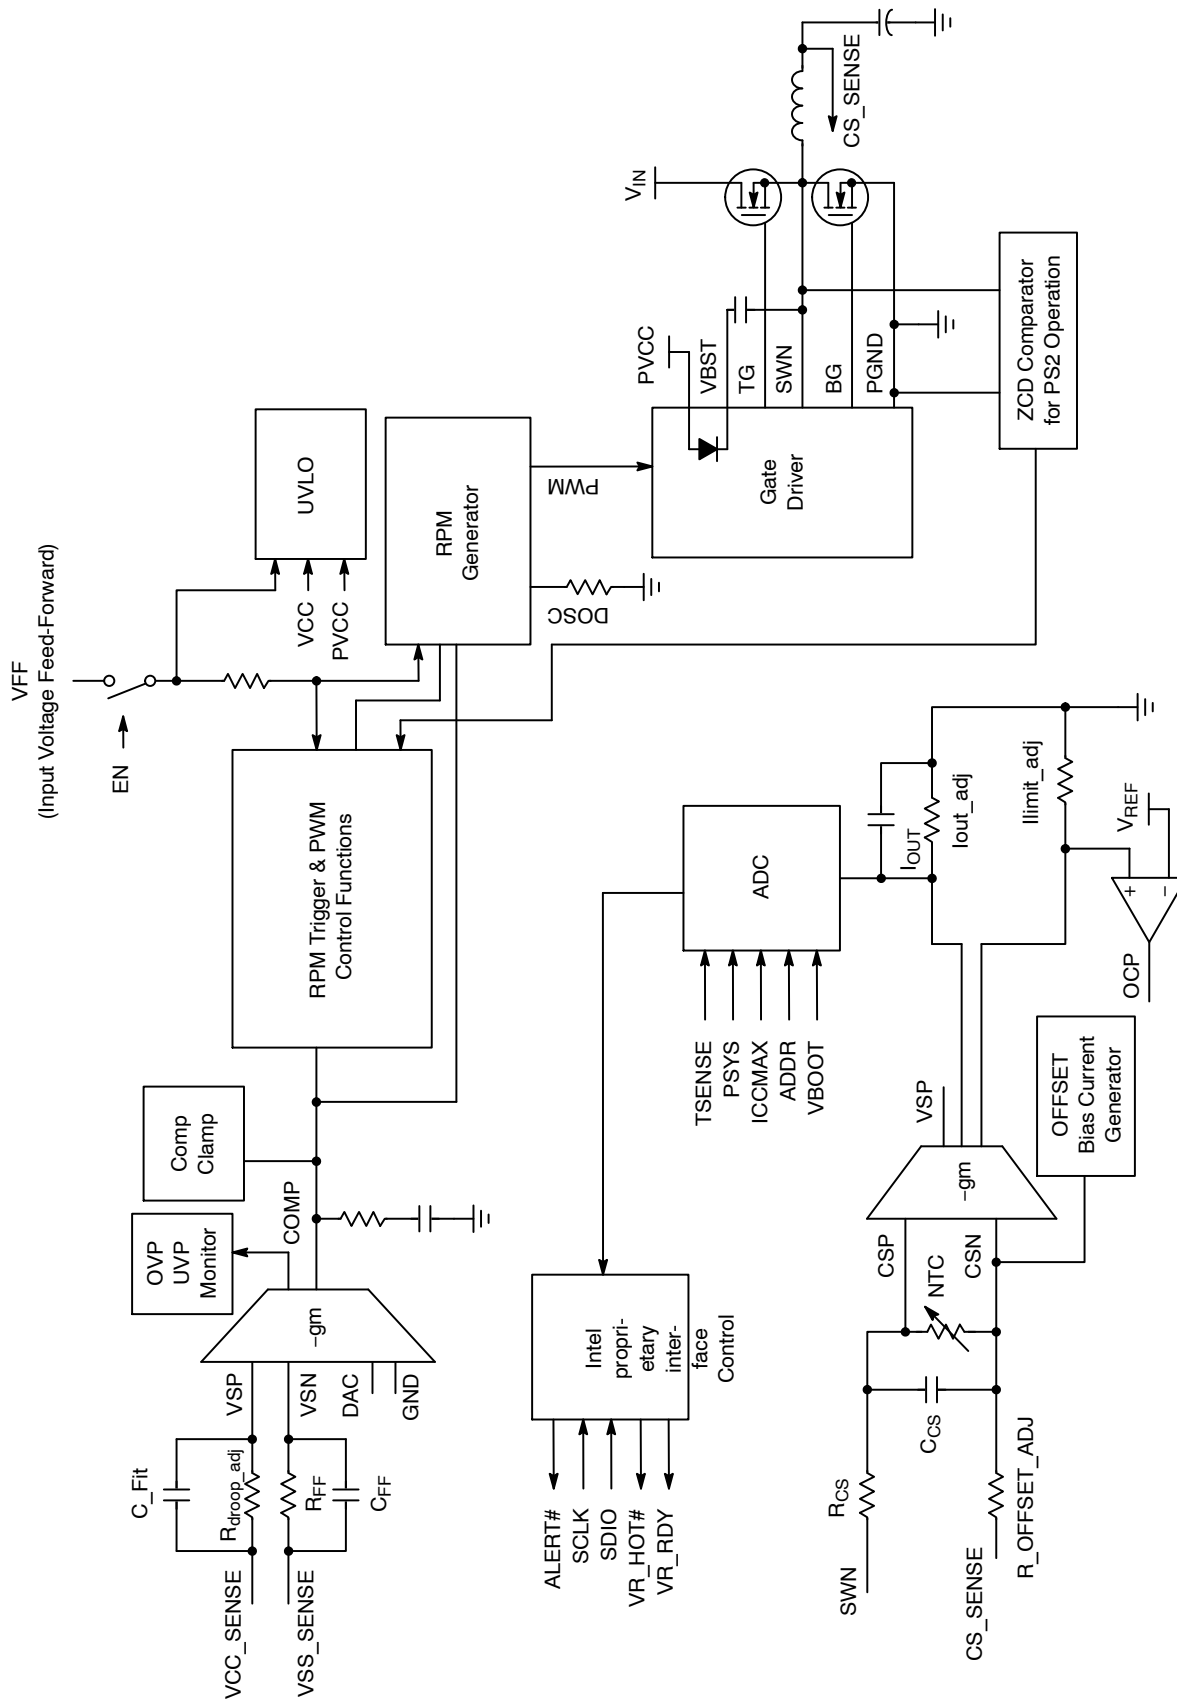 VFF
(Input Voltage Feed-Forward)
EN
VCC
PVCC
UVLO
VCC_SENSE
VSS_SENSE
C_Fit
Rdroop_adj
RFF
CFF
VSP
VSN
DAC
GND
-gm
OVP
UVP
Monitor
COMP
Comp
Clamp
RPM Trigger & PWM
Control Functions
RPM
Generator
DOSC
PWM
Gate
Driver
PVCC
VBST
TG
SWN
BG
PGND
VIN
CS_SENSE
ZCD Comparator
for PS2 Operation
ALERT#
SCLK
SDIO
VR_HOT#
VR_RDY
Intel
propri-
etary
inter-
face
Control
TSENSE
PSYS
ICCMAX
ADDR
VBOOT
ADC
IOUT
Iout_adj
Ilimit_adj
VREF
+
−
OCP
SWN
RCS
CS_SENSE
R_OFFSET_ADJ
CCS
NTC
CSP
CSN
-gm
VSP
OFFSET
Bias Current
Generator